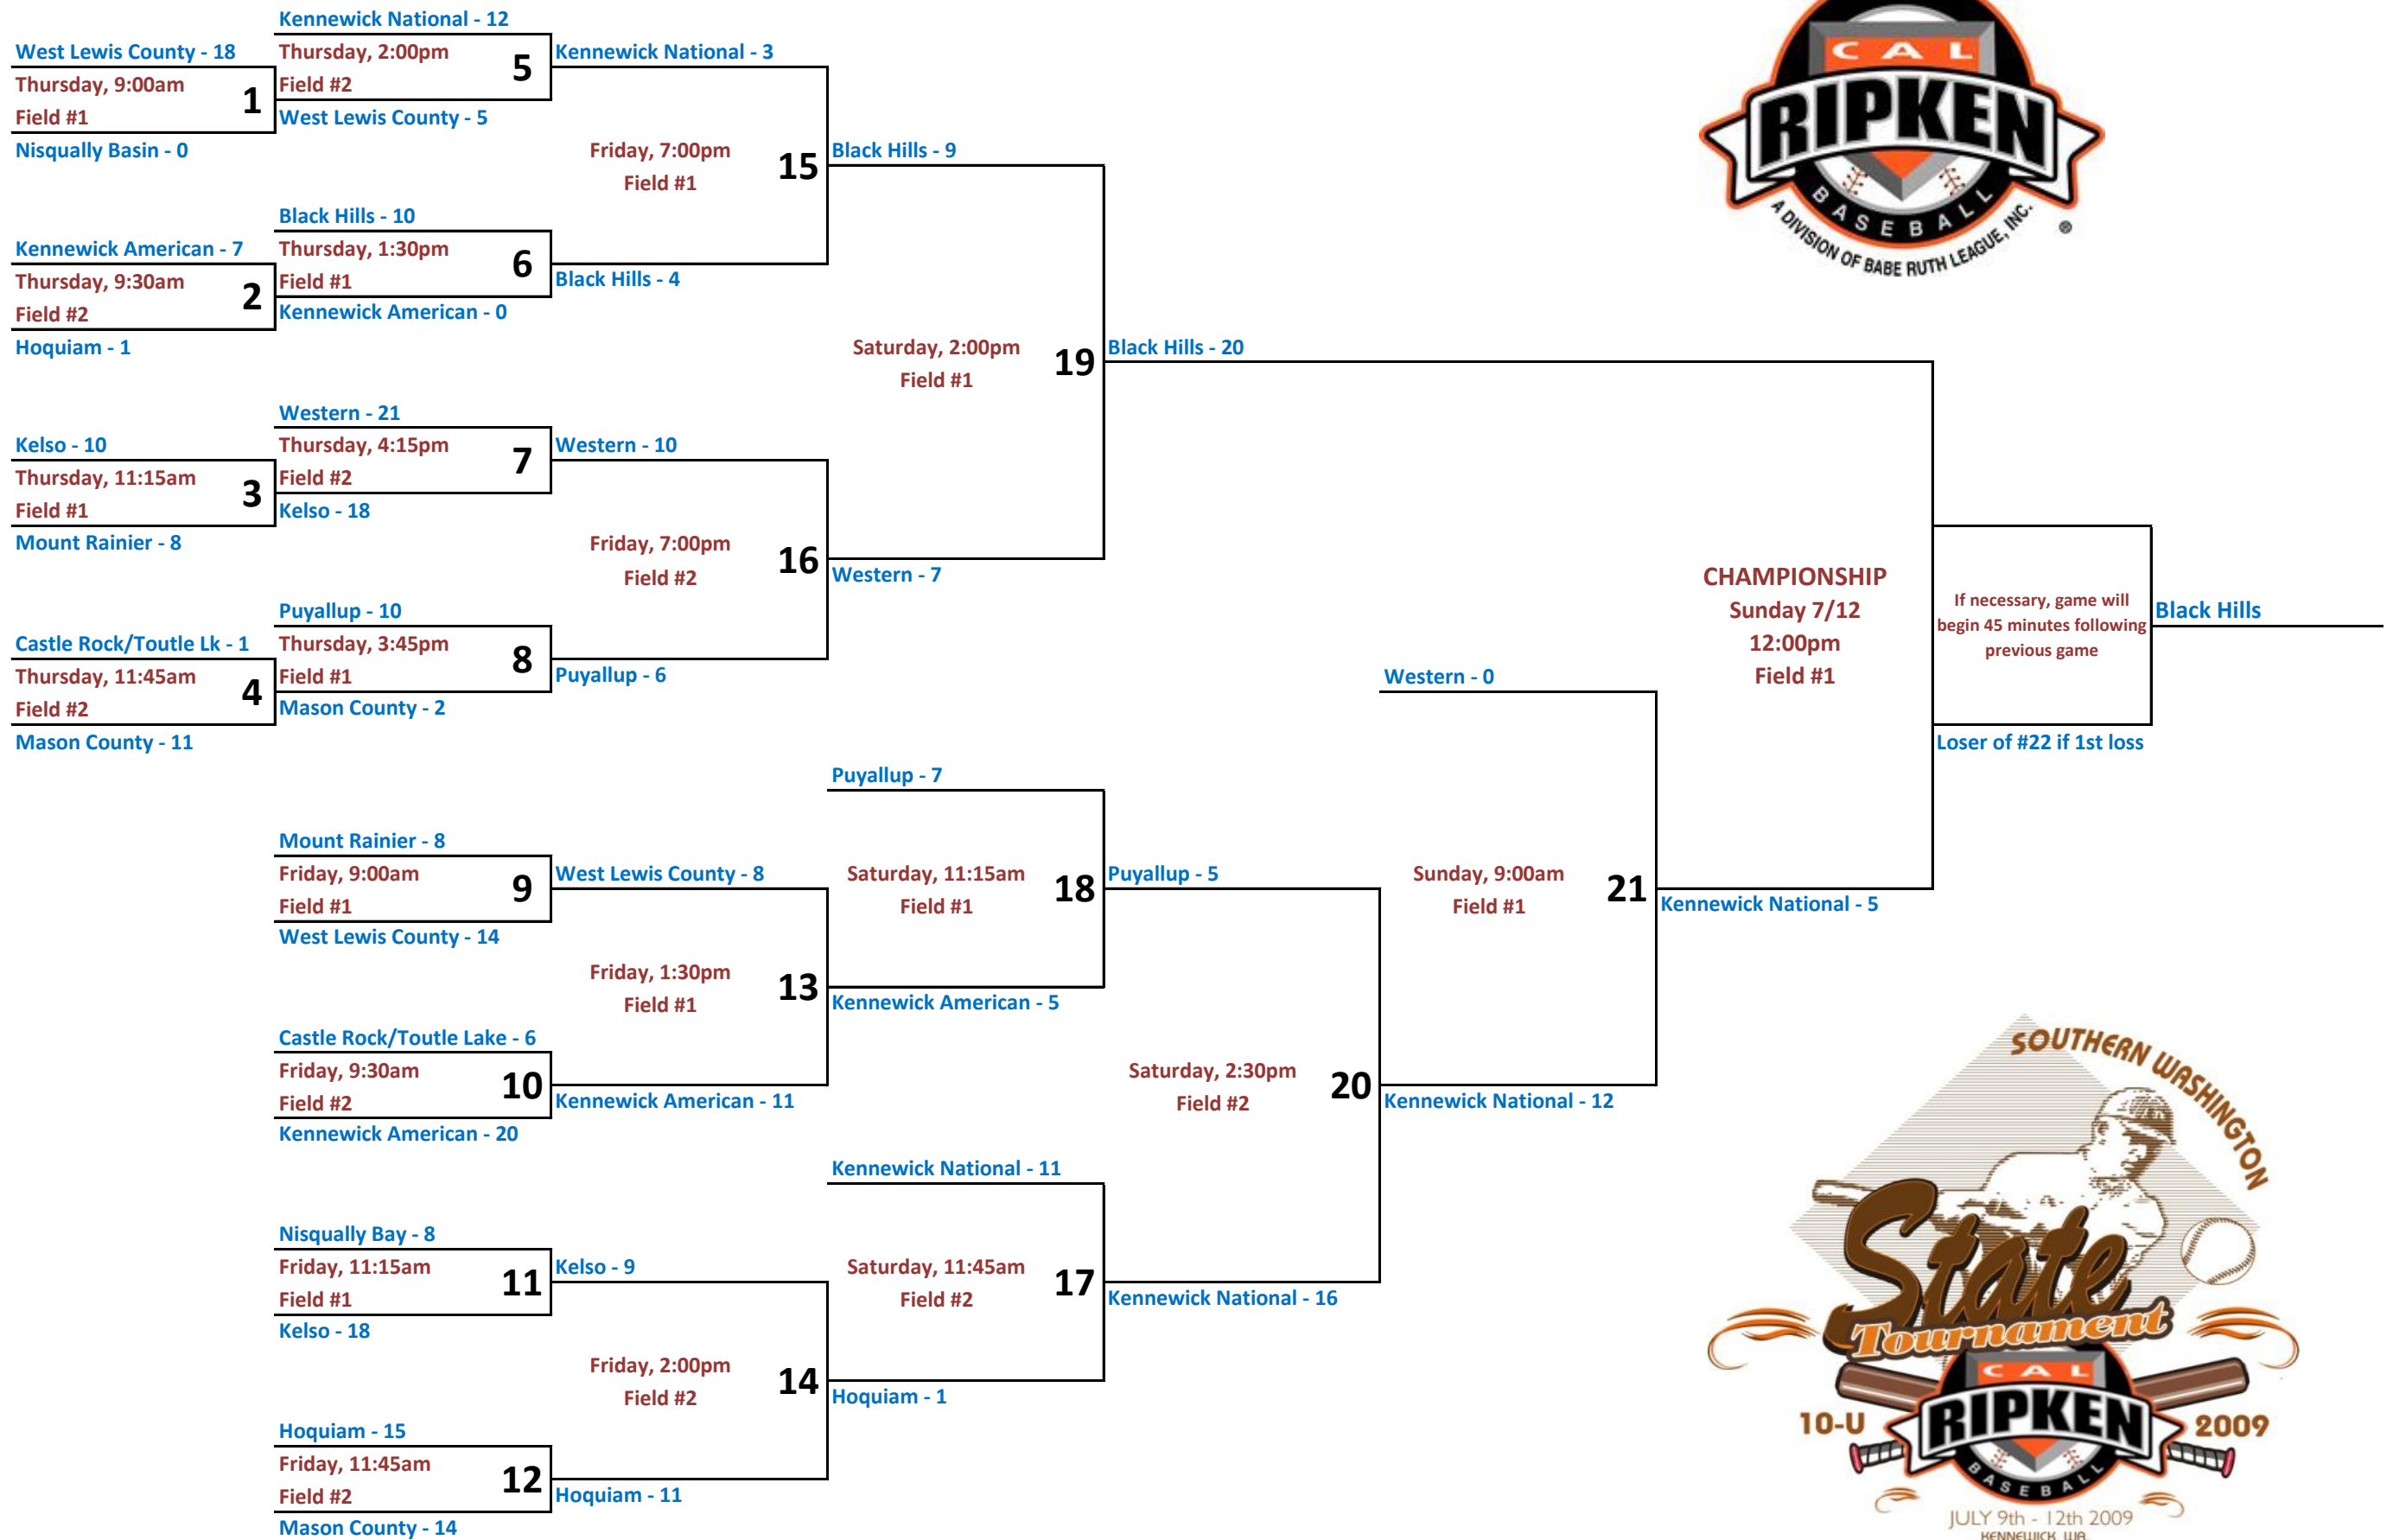 Kennewick National - 12
West Lewis County - 18
Thursday, 2:00pm
5
Kennewick National - 3
Thursday, 9:00am
1
Field #2
Field #1
West Lewis County - 5
Nisqually Basin - 0
Friday, 7:00pm
15
Black Hills - 9
Field #1
Black Hills - 10
Kennewick American - 7
Thursday, 1:30pm
6
Thursday, 9:30am
2
Field #1
Black Hills - 4
Field #2
Kennewick American - 0
Hoquiam - 1
Saturday, 2:00pm
19
Black Hills - 20
Field #1
Western - 21
Kelso - 10
Thursday, 4:15pm
7
Western - 10
Thursday, 11:15am
3
Field #2
Field #1
Kelso - 18
Mount Rainier - 8
Friday, 7:00pm
16
Field #2
Western - 7
Puyallup - 10
Castle Rock/Toutle Lk - 1
Thursday, 3:45pm
8
Thursday, 11:45am
4
Field #1
Puyallup - 6
Field #2
Mason County - 2
Mason County - 11
CHAMPIONSHIP
Sunday 7/12
12:00pm
Field #1
If necessary, game will
begin 45 minutes following
previous game
Black Hills
Loser of #22 if 1st loss
Western - 0
Puyallup - 7
Mount Rainier - 8
Friday, 9:00am
9
West Lewis County - 8
Field #1
West Lewis County - 14
Saturday, 11:15am
18
Puyallup - 5
Field #1
Sunday, 9:00am
21
Field #1
Kennewick National - 5
Friday, 1:30pm
13
Field #1
Kennewick American - 5
Castle Rock/Toutle Lake - 6
Friday, 9:30am
10
Field #2
Kennewick American - 11
Kennewick American - 20
Saturday, 2:30pm
20
Field #2
Kennewick National - 12
Kennewick National - 11
Nisqually Bay - 8
Friday, 11:15am
11
Kelso - 9
Field #1
Kelso - 18
Saturday, 11:45am
17
Field #2
Kennewick National - 16
Friday, 2:00pm
14
Field #2
Hoquiam - 1
Hoquiam - 15
Friday, 11:45am
12
Field #2
Hoquiam - 11
Mason County - 14
CAL
RIPKEN
BASEBALL
A DIVISION OF BABE RUTH LEAGUE, INC.
®
SOUTHERN WASHINGTON
State
Tournament
CAL
10-U
RIPKEN
2009
BASEBALL
JULY 9th - 12th 2009
KENNEWICK, WA.